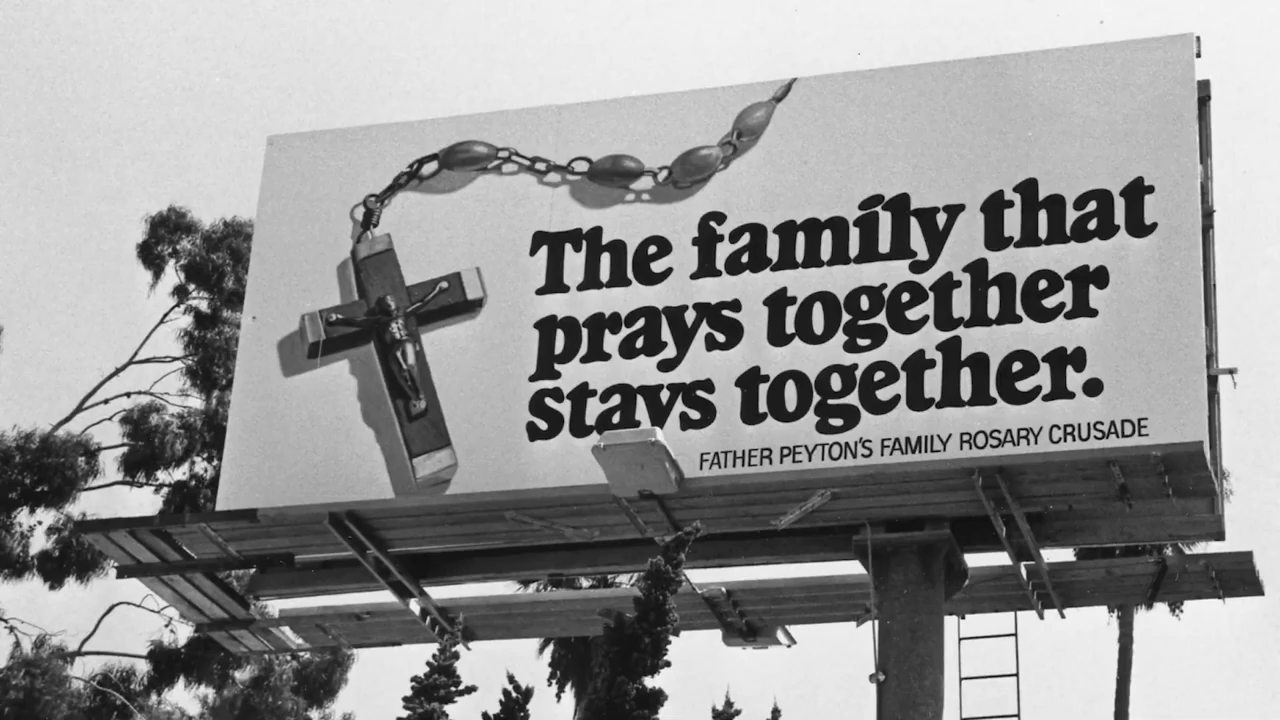 The family that
prays together
stays together.
FATHER PEYTON'S FAMILY ROSARY CRUSADE